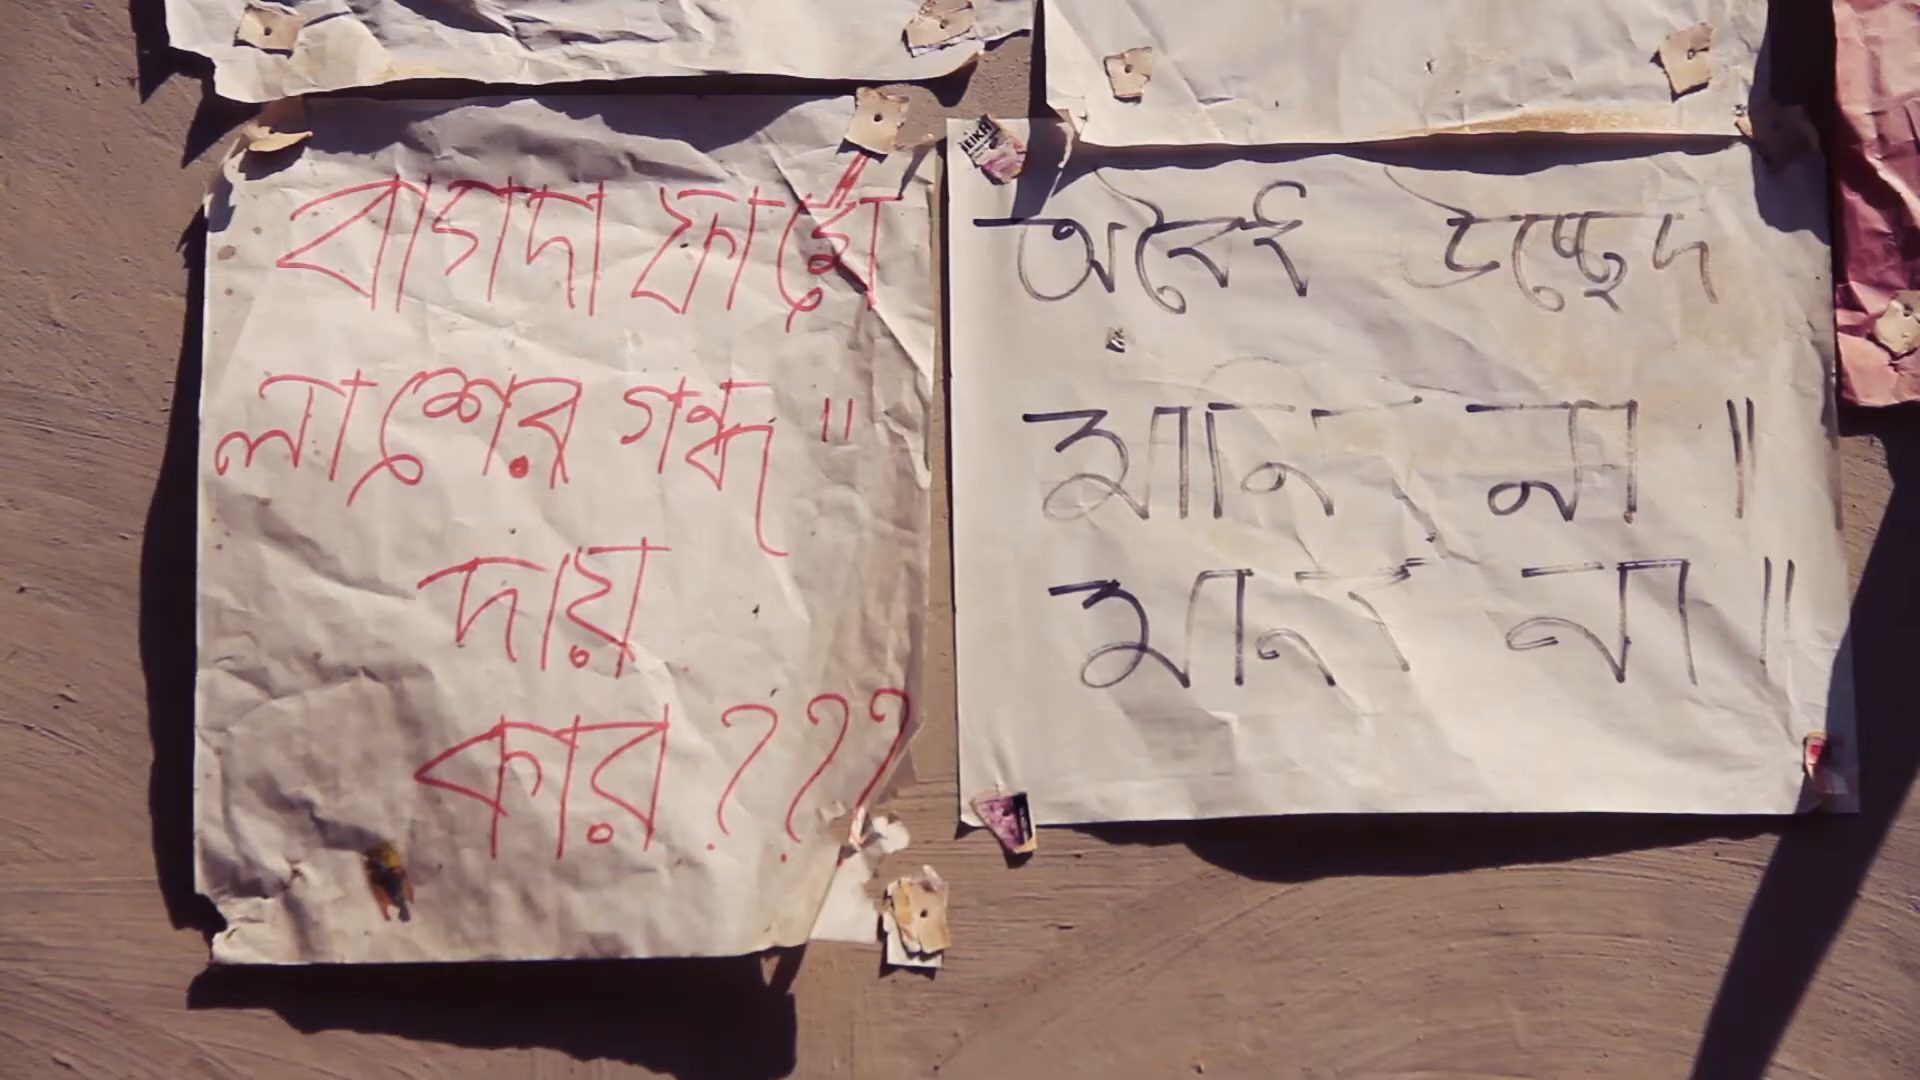 বাগদা ফার্মে
লাশের গন্ধ ॥
দায়
কার ???
অবৈধ উচ্ছেদ
মানি না ॥
মানব না ॥